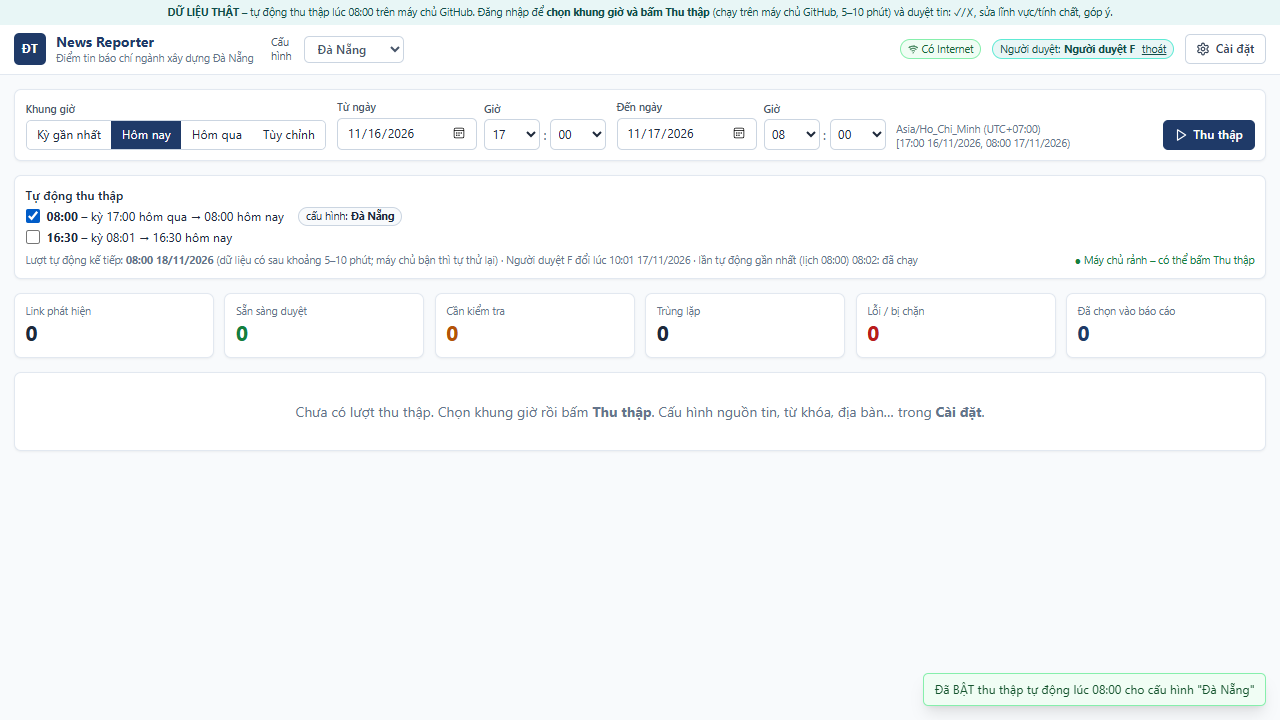 DỮ LIỆU THẬT – tự động thu thập lúc 08:00 trên máy chủ GitHub. Đăng nhập để chọn khung giờ và bấm Thu thập (chạy trên máy chủ GitHub, 5–10 phút) và duyệt tin: ✓/✗, sửa lĩnh vực/tính chất, góp ý.
ĐT
News Reporter
Điểm tin báo chí ngành xây dựng Đà Nẵng
Cấu hình
Đà Nẵng
Có Internet
Người duyệt: Người duyệt F thoát
Cài đặt
Khung giờ
Từ ngày
Giờ
Đến ngày
Giờ
Kỳ gần nhất Hôm nay Hôm qua Tùy chỉnh
11/16/2026
17 : 00
11/17/2026
08 : 00
Asia/Ho_Chi_Minh (UTC+07:00)
[17:00 16/11/2026, 08:00 17/11/2026)
Thu thập
Tự động thu thập
08:00 – kỳ 17:00 hôm qua → 08:00 hôm nay cấu hình: Đà Nẵng
16:30 – kỳ 08:01 → 16:30 hôm nay
Lượt tự động kế tiếp: 08:00 18/11/2026 (dữ liệu có sau khoảng 5–10 phút; máy chủ bận thì tự thử lại) · Người duyệt F đổi lúc 10:01 17/11/2026 · lần tự động gần nhất (lịch 08:00) 08:02: đã chạy
● Máy chủ rảnh – có thể bấm Thu thập
Link phát hiện
0
Sẵn sàng duyệt
0
Cần kiểm tra
0
Trùng lặp
0
Lỗi / bị chặn
0
Đã chọn vào báo cáo
0
Chưa có lượt thu thập. Chọn khung giờ rồi bấm Thu thập. Cấu hình nguồn tin, từ khóa, địa bàn... trong Cài đặt.
Đã BẬT thu thập tự động lúc 08:00 cho cấu hình "Đà Nẵng"